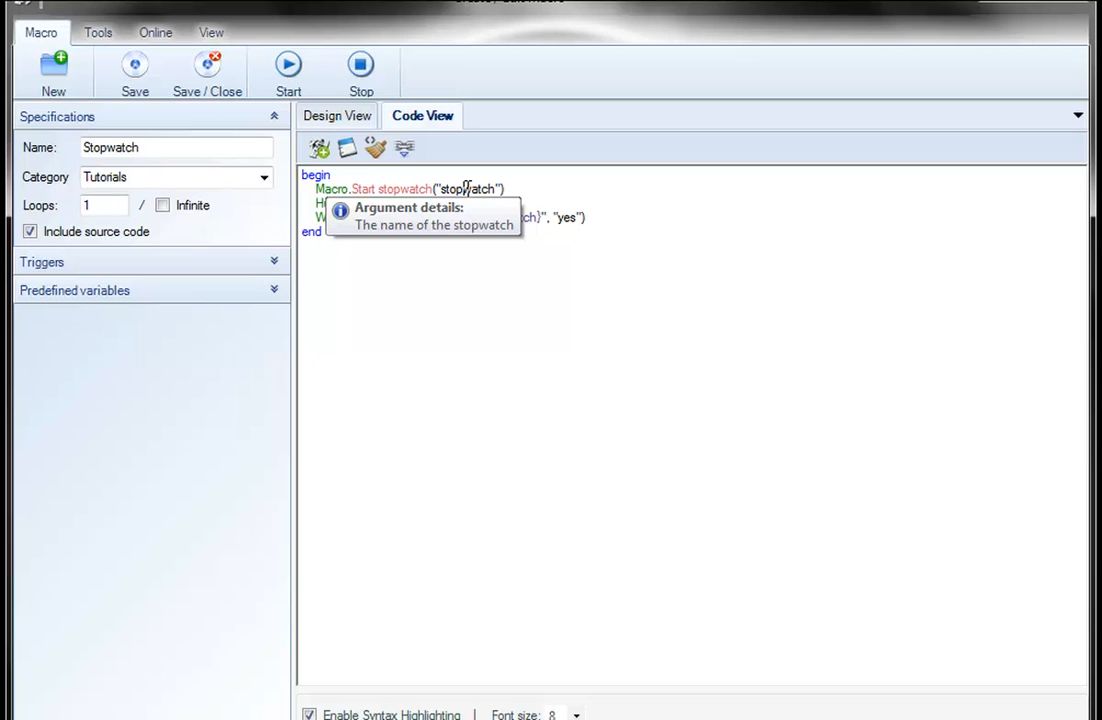 Macro Tools Online View
New Save Save / Close Start Stop
Specifications
Name: Stopwatch
Category Tutorials
Loops: 1 / Infinite
Include source code
Triggers
Predefined variables
Design View Code View
begin
Macro.Start stopwatch("stopwatch")
Argument details:
The name of the stopwatch
", "yes")
end
Enable Syntax Highlighting | Font size: 8